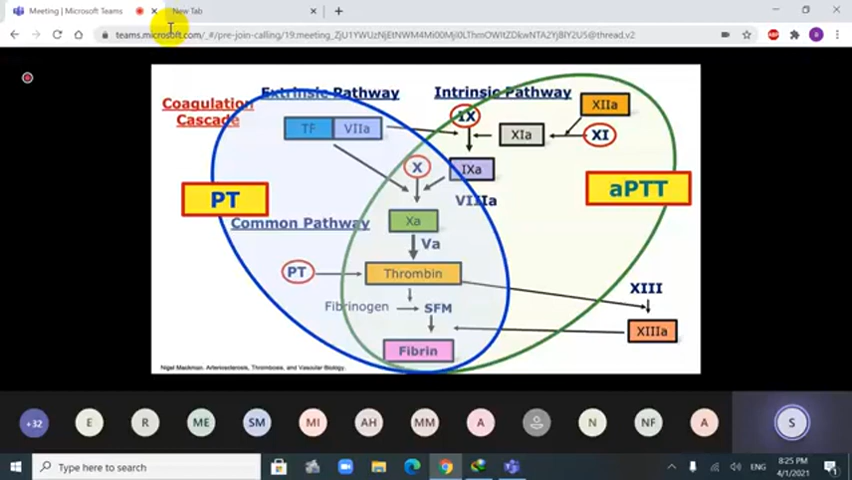 Meeting | Microsoft Teams
New Tab
teams.microsoft.com/_#/pre-join-calling/19:meeting_ZjU1YWUzNjEtNWM4Mi00MjI0LThmOWItZDkwNTA2YjBlY2U5@thread.v2
Coagulation
Cascade
Extrinsic Pathway
Intrinsic Pathway
TF VIIa
IX
XIIa
XIa
XI
X
IXa
PT
aPTT
VIIIa
Common Pathway
Xa
Va
PT
Thrombin
XIII
Fibrinogen
SFM
XIIIa
Fibrin
Nigel Mackman. Arteriosclerosis, Thrombosis, and Vascular Biology.
+32
E
R
ME
SM
MI
AH
MM
A
N
NF
A
S
Type here to search
ENG
8:25 PM
4/1/2021